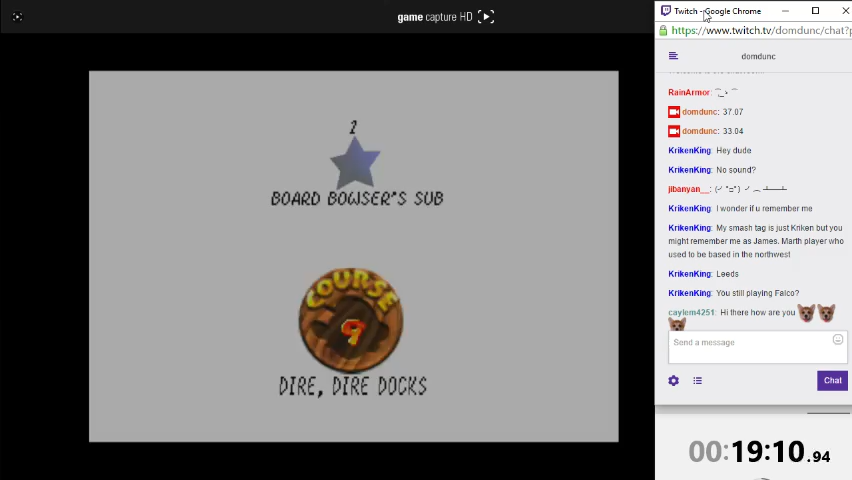 game capture HD
Twitch - Google Chrome
https://www.twitch.tv/domdunc/chat?
domdunc
RainArmor:
domdunc: 37.07
domdunc: 33.04
KrikenKing: Hey dude
KrikenKing: No sound?
jibanyan__:
KrikenKing: I wonder if u remember me
KrikenKing: My smash tag is just Kriken but you
might remember me as James. Marth player who
used to be based in the northwest
KrikenKing: Leeds
KrikenKing: You still playing Falco?
caylem4251: Hi there how are you
Send a message
Chat
2
BOARD BOWSER'S SUB
COURSE
9
DIRE, DIRE DOCKS
00:19:10.94